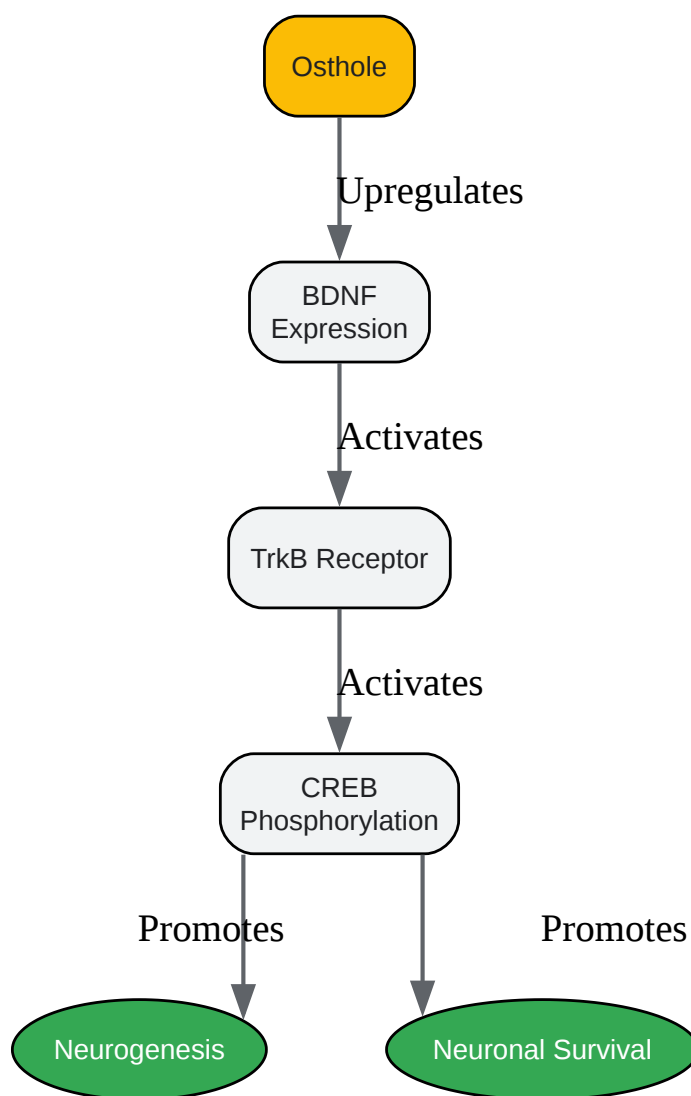 Osthole
Upregulates
BDNF
Expression
Activates
TrkB Receptor
Activates
CREB
Phosphorylation
Promotes
Promotes
Neurogenesis
Neuronal Survival